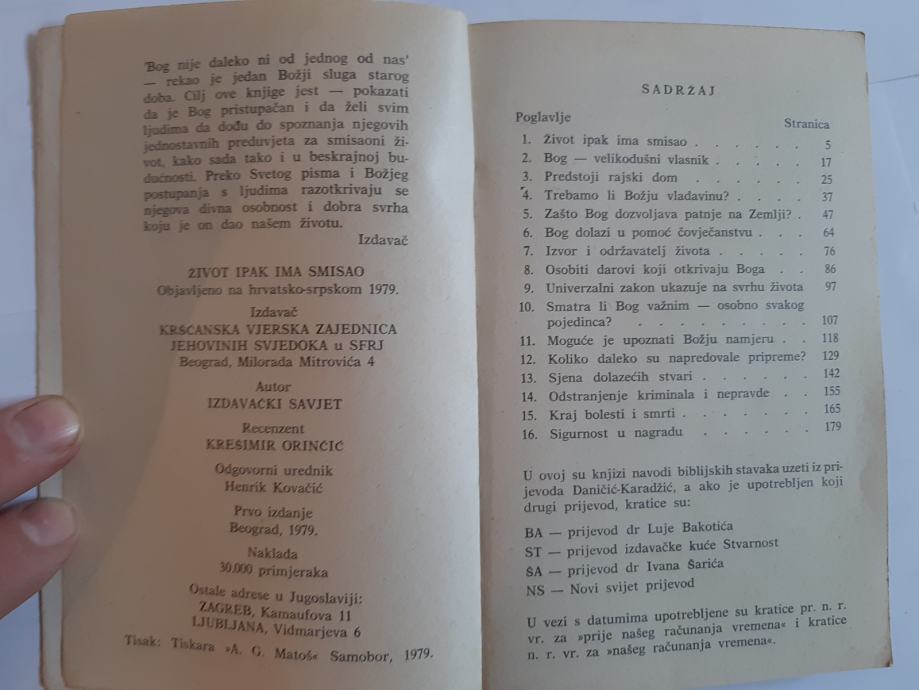 'Bog nije daleko ni od jednog od nas'
— rekao je jedan Božji sluga starog
doba. Cilj ove knjige jest — pokazati
da je Bog pristupačan i da želi svim
ljudima da dođu do spoznanja njegovih
jednostavnih preduvjeta za smisaoni ži-
vot, kako sada tako i u beskrajnoj bu-
dućnosti. Preko Svetog pisma i Božjeg
postupanja s ljudima razotkrivaju se
njegova divna osobnost i dobra svrha
koju je on dao našem životu.
Izdavač
ŽIVOT IPAK IMA SMISAO
Objavljeno na hrvatsko-srpskom 1979.
Izdavač
KRŠĆANSKA VJERSKA ZAJEDNICA
JEHOVINIH SVJEDOKA u SFRJ
Beograd, Milorada Mitrovića 4
Autor
IZDAVAČKI SAVJET
Recenzent
KREŠIMIR ORINČIĆ
Odgovorni urednik
Henrik Kovačić
Prvo izdanje
Beograd, 1979.
Naklada
30.000 primjeraka
Ostale adrese u Jugoslaviji:
ZAGREB, Kamaufova 11
LJUBLJANA, Vidmarjeva 6
Tisak: Tiskara »A. G. Matoš« Samobor, 1979.
SADRŽAJ
Poglavlje Stranica
1. Život ipak ima smisao . . . . . . 5
2. Bog — velikodušni vlasnik . . . . . 17
3. Predstoji rajski dom . . . . . . 25
4. Trebamo li Božju vladavinu? . . . . 37
5. Zašto Bog dozvoljava patnje na Zemlji? . 47
6. Bog dolazi u pomoć čovječanstvu . . . 64
7. Izvor i održavatelj života . . . . . 76
8. Osobiti darovi koji otkrivaju Boga . . 86
9. Univerzalni zakon ukazuje na svrhu života 97
10. Smatra li Bog važnim — osobno svakog
pojedinca? . . . . . . . . . 107
11. Moguće je upoznati Božju namjeru . . 118
12. Koliko daleko su napredovale pripreme? 129
13. Sjena dolazećih stvari . . . . . . 142
14. Odstranjenje kriminala i nepravde . . 155
15. Kraj bolesti i smrti . . . . . . . 165
16. Sigurnost u nagradu . . . . . . 179
U ovoj su knjizi navodi biblijskih stavaka uzeti iz pri-
jevoda Daničić-Karadžić, a ako je upotrebljen koji
drugi prijevod, kratice su:
BA — prijevod dr Luje Bakotića
ST — prijevod izdavačke kuće Stvarnost
ŠA — prijevod dr Ivana Šarića
NS — Novi svijet prijevod
U vezi s datumima upotrebljene su kratice pr. n. r.
vr. za »prije našeg računanja vremena« i kratice
n. r. vr. za »našeg računanja vremena«.